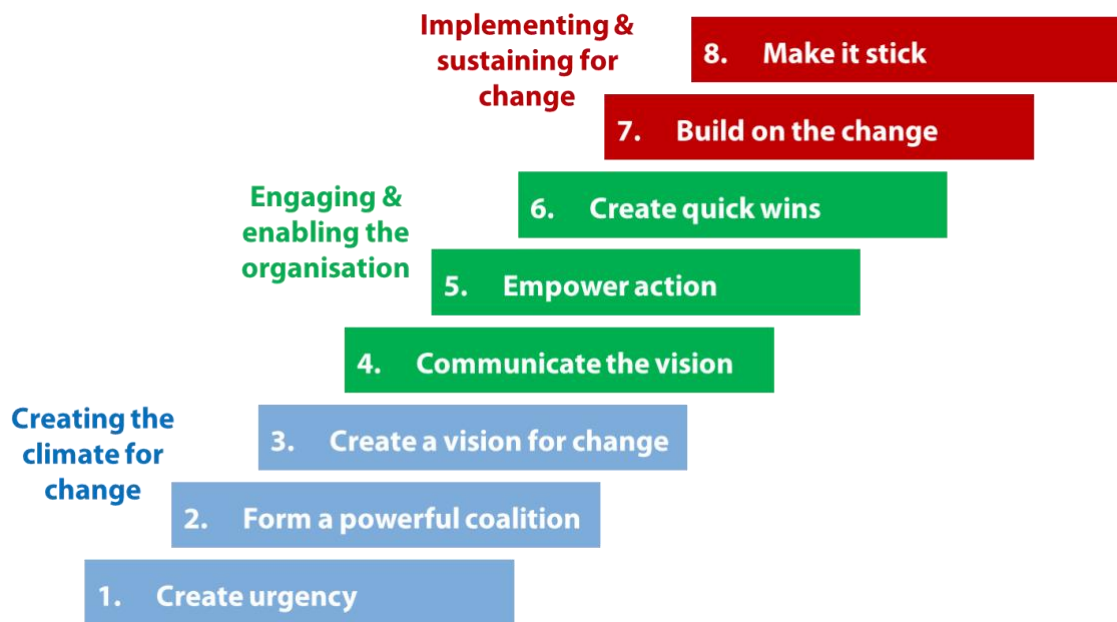 Implementing &
sustaining for
change
8. Make it stick
7. Build on the change
Engaging &
enabling the
organisation
6. Create quick wins
5. Empower action
4. Communicate the vision
Creating the
climate for
change
3. Create a vision for change
2. Form a powerful coalition
1. Create urgency